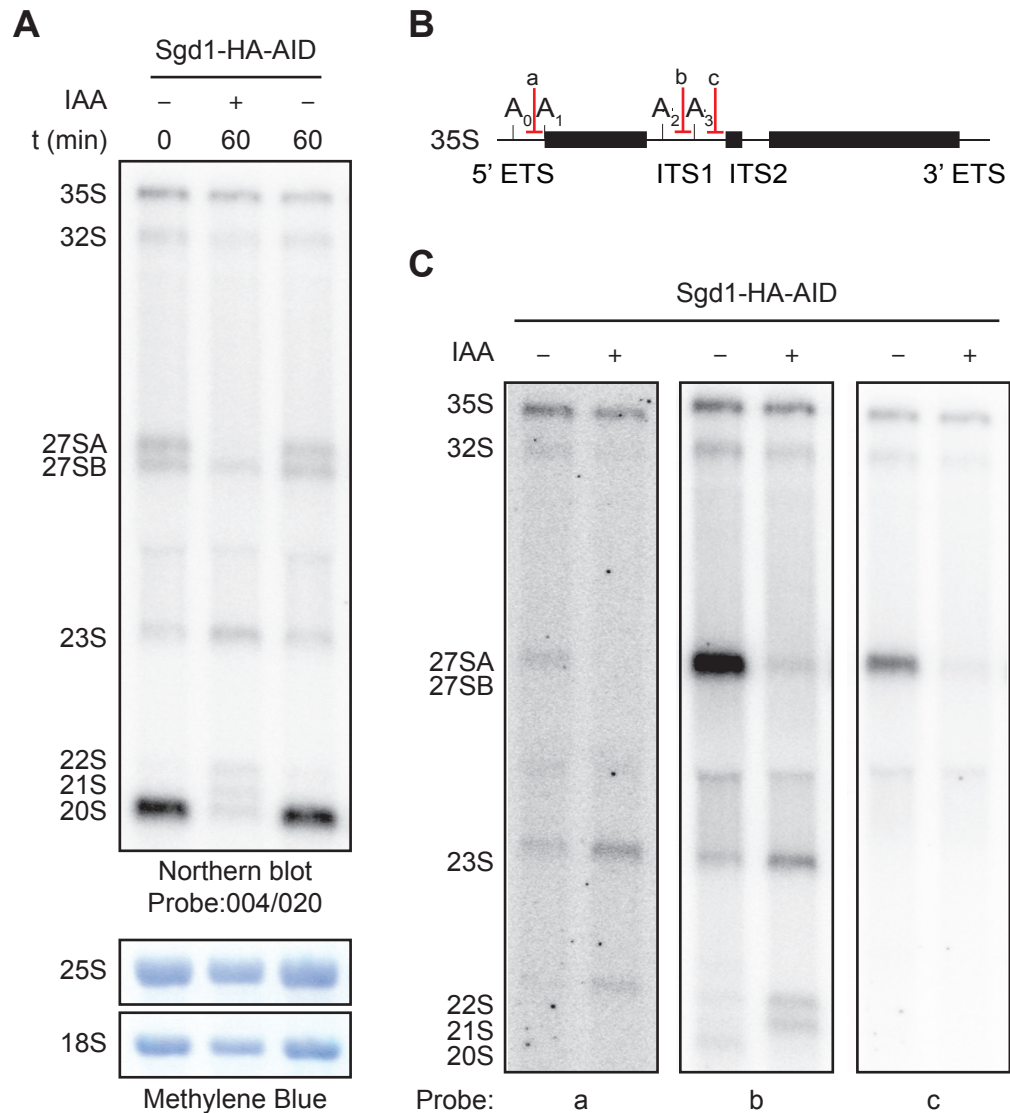 A
Sgd1-HA-AID
IAA – + –
t (min) 0 60 60
35S
32S
27SA
27SB
23S
22S
21S
20S
Northern blot
Probe:004/020
25S
18S
Methylene Blue
B
a b c
A0 A1 A2 A3
35S
5’ ETS ITS1 ITS2 3’ ETS
C
Sgd1-HA-AID
IAA – + – + – +
35S
32S
27SA
27SB
23S
22S
21S
20S
Probe: a b c